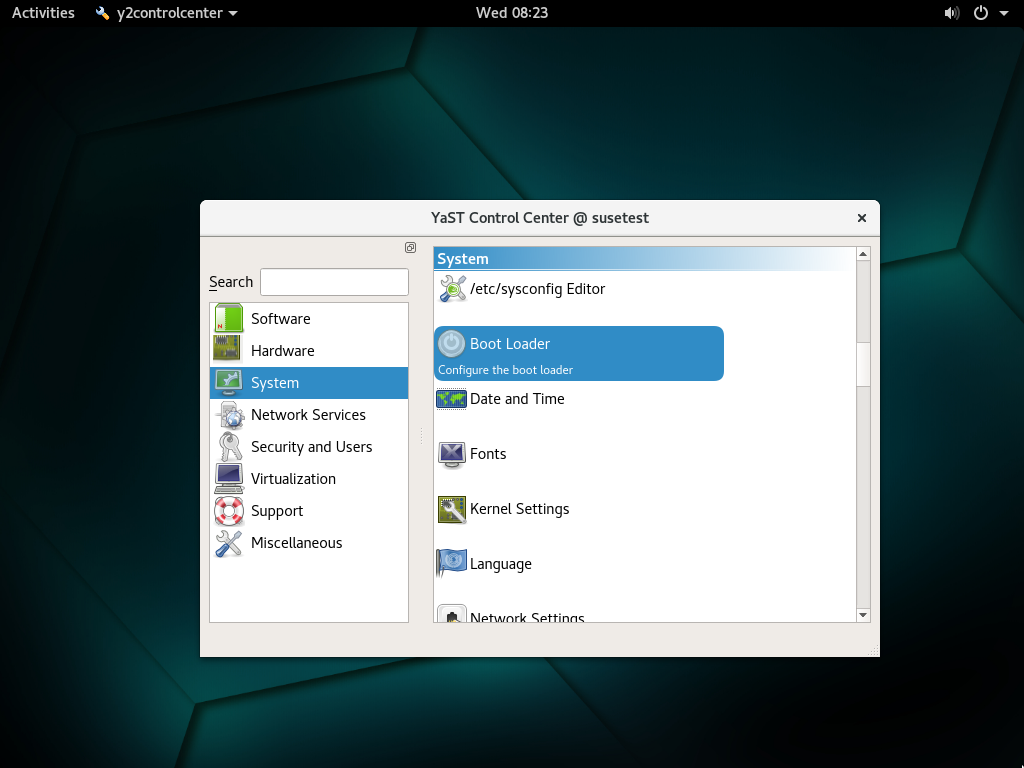 Activities y2controlcenter Wed 08:23
YaST Control Center @ susetest
Search
Software
Hardware
System
Network Services
Security and Users
Virtualization
Support
Miscellaneous
System
/etc/sysconfig Editor
Boot Loader
Configure the boot loader
Date and Time
Fonts
Kernel Settings
Language
Network Settings